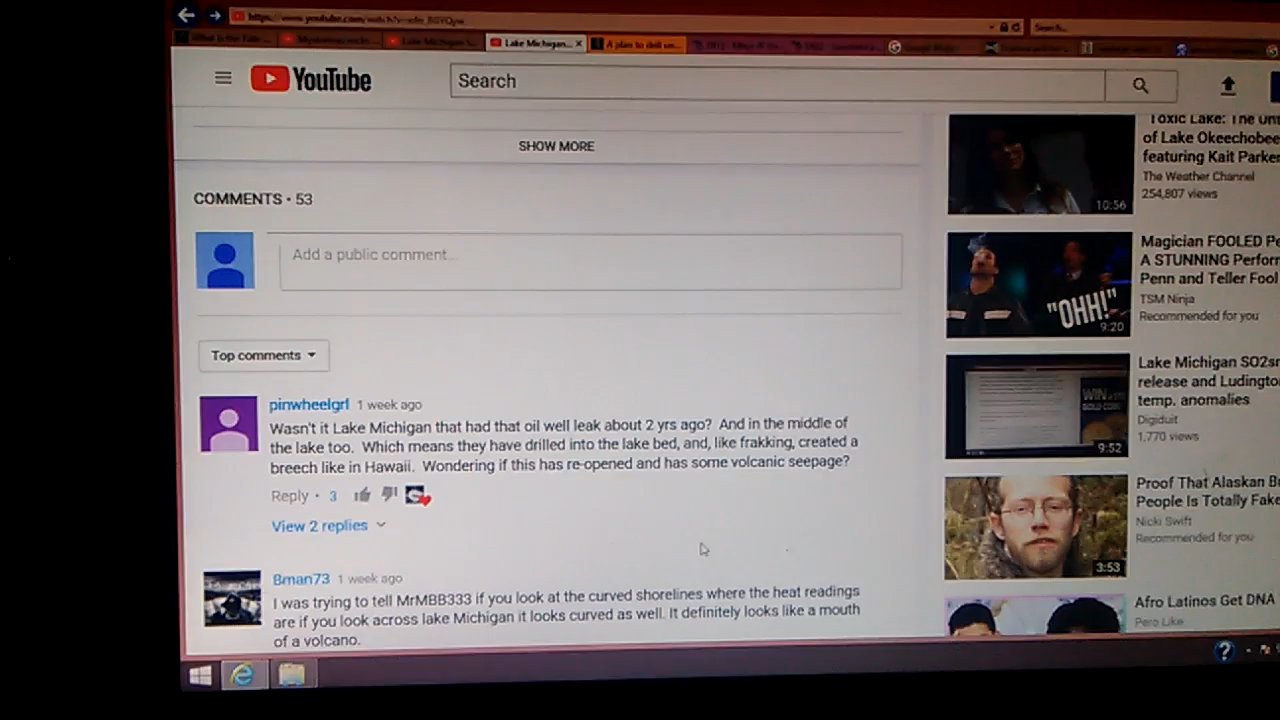 https://www.youtube.com/watch?v=
Lake Michigan...
A plan to drill un...
Search...
YouTube
Search
SHOW MORE
COMMENTS • 53
Add a public comment...
Top comments
pinwheelgrl 1 week ago
Wasn't it Lake Michigan that had that oil well leak about 2 yrs ago? And in the middle of
the lake too. Which means they have drilled into the lake bed, and, like frakking, created a
breech like in Hawaii. Wondering if this has re-opened and has some volcanic seepage?
Reply • 3
View 2 replies
Bman73 1 week ago
I was trying to tell MrMBB333 if you look at the curved shorelines where the heat readings
are if you look across lake Michigan it looks curved as well. It definitely looks like a mouth
of a volcano.
Toxic Lake: The Unt
of Lake Okeechobee
featuring Kait Parke
The Weather Channel
254,807 views
10:56
Magician FOOLED Pe
A STUNNING Perfor
Penn and Teller Fool
TSM Ninja
Recommended for you
"OHH!"
9:20
Lake Michigan SO2sr
release and Ludingto
temp. anomalies
Digiduit
1,770 views
WIN
9:52
Proof That Alaskan B
People Is Totally Fake
Nicki Swift
Recommended for you
3:53
Afro Latinos Get DNA
Pero Like